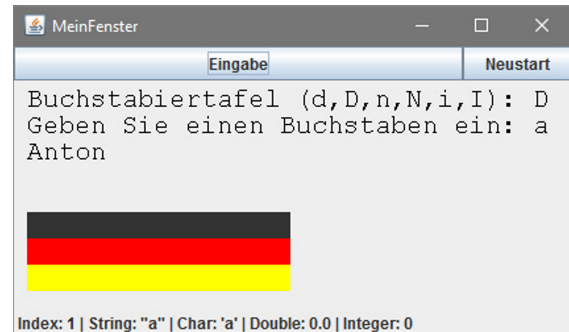 MeinFenster
Eingabe Neustart
Buchstabiertafel (d,D,n,N,i,I): D
Geben Sie einen Buchstaben ein: a
Anton
Index: 1 | String: "a" | Char: 'a' | Double: 0.0 | Integer: 0